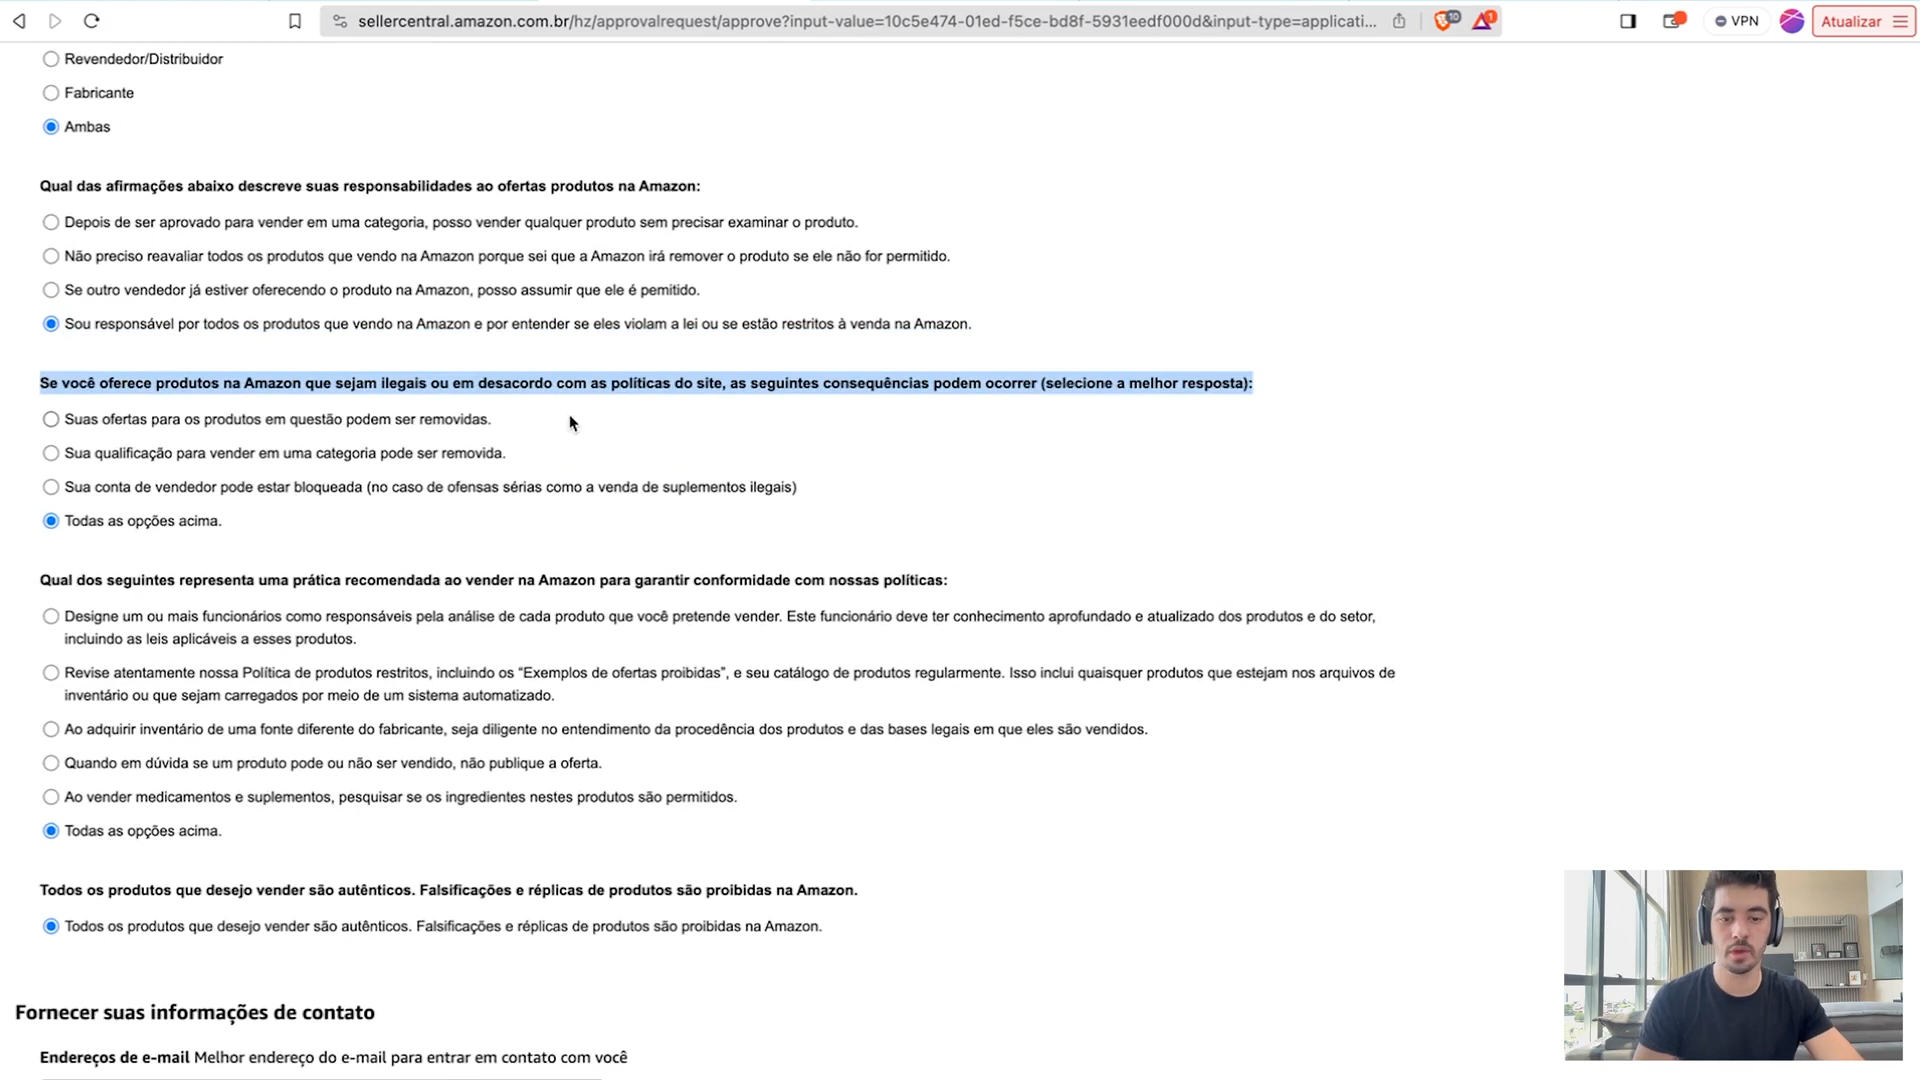 sellercentral.amazon.com.br/hz/approvalrequest/approve?input-value=10c5e474-01ed-f5ce-bd8f-5931eedf000d&input-type=applicati...
10
1
VPN
Atualizar
Revendedor/Distribuidor
Fabricante
Ambas
Qual das afirmações abaixo descreve suas responsabilidades ao ofertas produtos na Amazon:
Depois de ser aprovado para vender em uma categoria, posso vender qualquer produto sem precisar examinar o produto.
Não preciso reavaliar todos os produtos que vendo na Amazon porque sei que a Amazon irá remover o produto se ele não for permitido.
Se outro vendedor já estiver oferecendo o produto na Amazon, posso assumir que ele é pemitido.
Sou responsável por todos os produtos que vendo na Amazon e por entender se eles violam a lei ou se estão restritos à venda na Amazon.
Se você oferece produtos na Amazon que sejam ilegais ou em desacordo com as políticas do site, as seguintes consequências podem ocorrer (selecione a melhor resposta):
Suas ofertas para os produtos em questão podem ser removidas.
Sua qualificação para vender em uma categoria pode ser removida.
Sua conta de vendedor pode estar bloqueada (no caso de ofensas sérias como a venda de suplementos ilegais)
Todas as opções acima.
Qual dos seguintes representa uma prática recomendada ao vender na Amazon para garantir conformidade com nossas políticas:
Designe um ou mais funcionários como responsáveis pela análise de cada produto que você pretende vender. Este funcionário deve ter conhecimento aprofundado e atualizado dos produtos e do setor,
incluindo as leis aplicáveis a esses produtos.
Revise atentamente nossa Política de produtos restritos, incluindo os “Exemplos de ofertas proibidas”, e seu catálogo de produtos regularmente. Isso inclui quaisquer produtos que estejam nos arquivos de
inventário ou que sejam carregados por meio de um sistema automatizado.
Ao adquirir inventário de uma fonte diferente do fabricante, seja diligente no entendimento da procedência dos produtos e das bases legais em que eles são vendidos.
Quando em dúvida se um produto pode ou não ser vendido, não publique a oferta.
Ao vender medicamentos e suplementos, pesquisar se os ingredientes nestes produtos são permitidos.
Todas as opções acima.
Todos os produtos que desejo vender são autênticos. Falsificações e réplicas de produtos são proibidas na Amazon.
Todos os produtos que desejo vender são autênticos. Falsificações e réplicas de produtos são proibidas na Amazon.
Fornecer suas informações de contato
Endereços de e-mail Melhor endereço do e-mail para entrar em contato com você